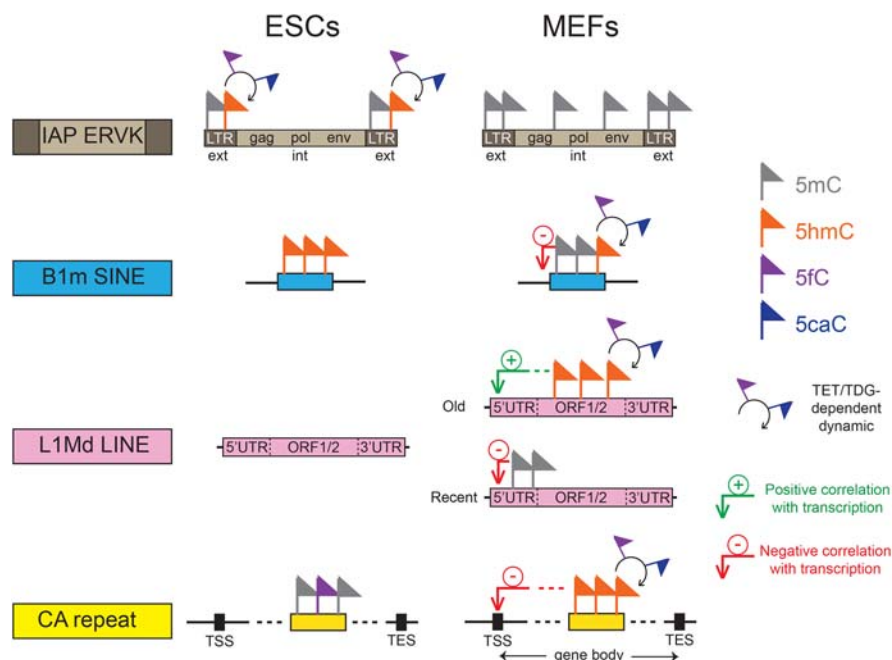 ESCs MEFs
IAP ERVK
LTR gag pol env LTR
ext int ext
LTR gag pol env LTR
ext int ext
5mC
5hmC
5fC
5caC
B1m SINE
-
TET/TDG-
dependent
dynamic
L1Md LINE
5'UTR ORF1/2 3'UTR
+
Old
5'UTR ORF1/2 3'UTR
-
Recent
5'UTR ORF1/2 3'UTR
+
Positive correlation
with transcription
-
Negative correlation
with transcription
CA repeat
TSS TES
-
TSS TES
gene body